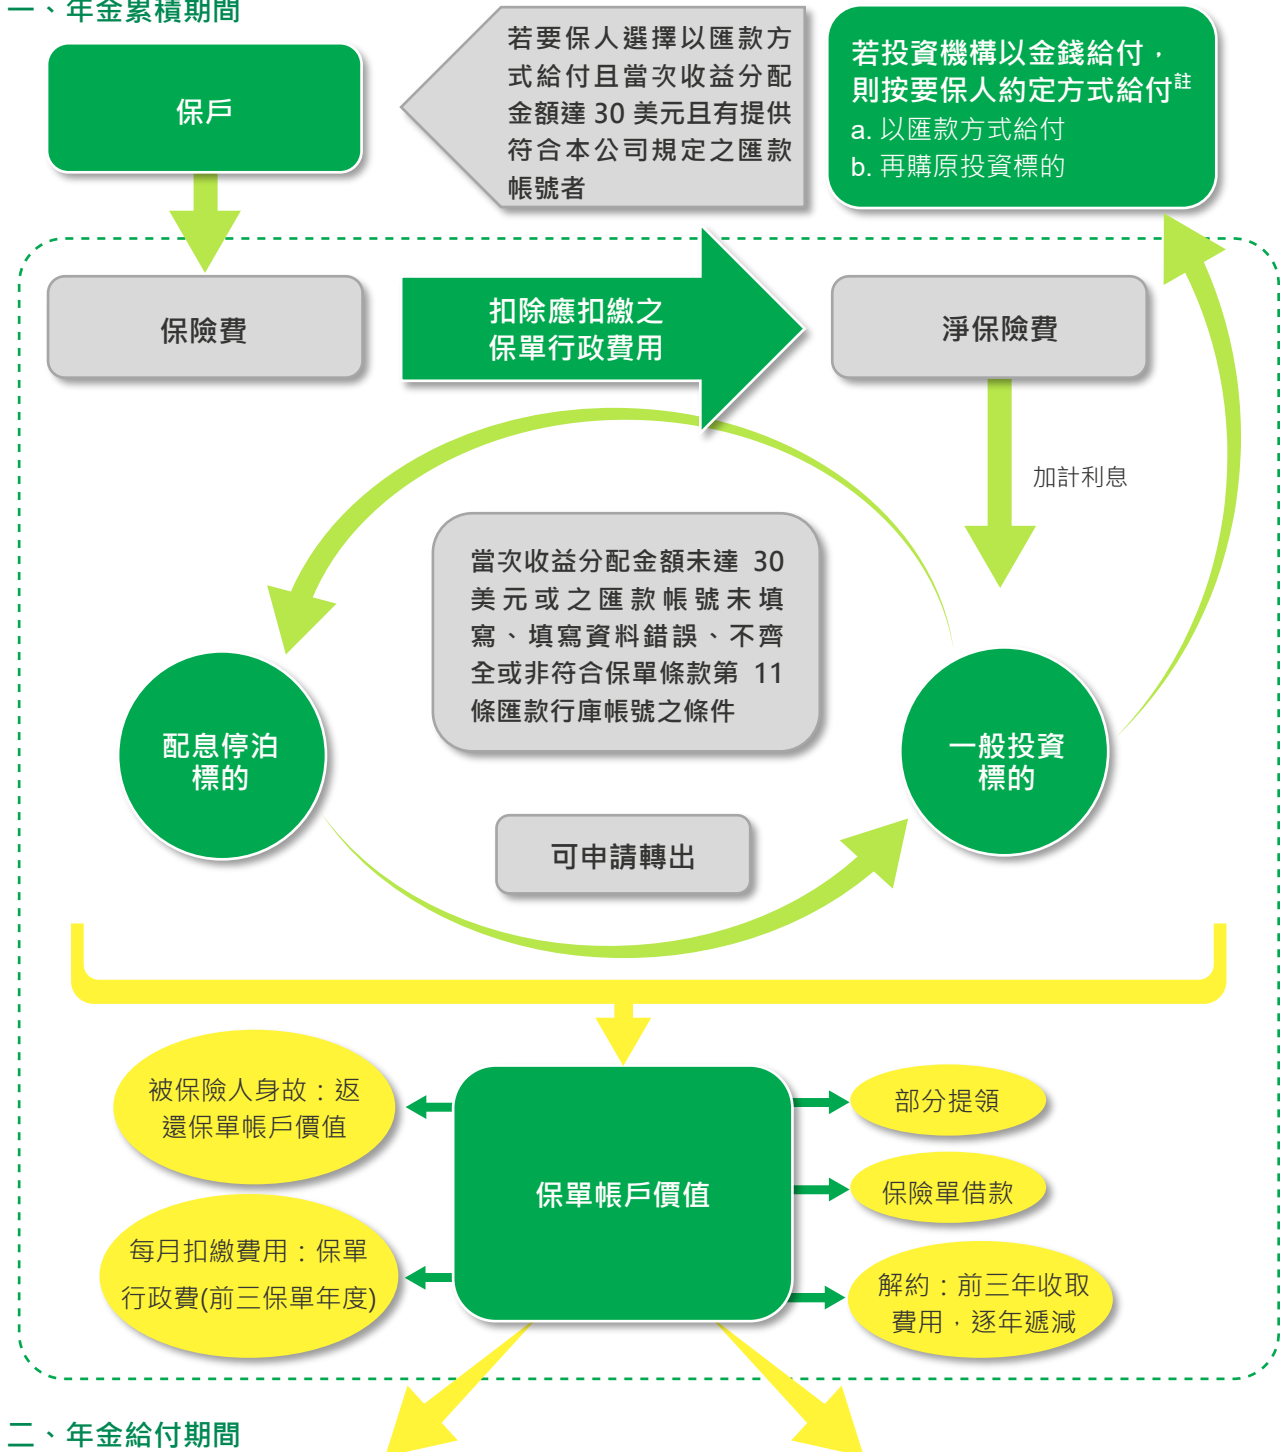 一、年金累積期間
保戶
若要保人選擇以匯款方
式給付且當次收益分配
金額達 30 美元且有提供
符合本公司規定之匯款
帳號者
若投資機構以金錢給付，
則按要保人約定方式給付註
a. 以匯款方式給付
b. 再購原投資標的
保險費
扣除應扣繳之
保單行政費用
淨保險費
加計利息
當次收益分配金額未達 30
美元或之匯款帳號未填
寫、填寫資料錯誤、不齊
全或非符合保單條款第 11
條匯款行庫帳號之條件
配息停泊
標的
一般投資
標的
可申請轉出
被保險人身故：返
還保單帳戶價值
每月扣繳費用：保單
行政費(前三保單年度)
保單帳戶價值
部分提領
保險單借款
解約：前三年收取
費用，逐年遞減
二、年金給付期間